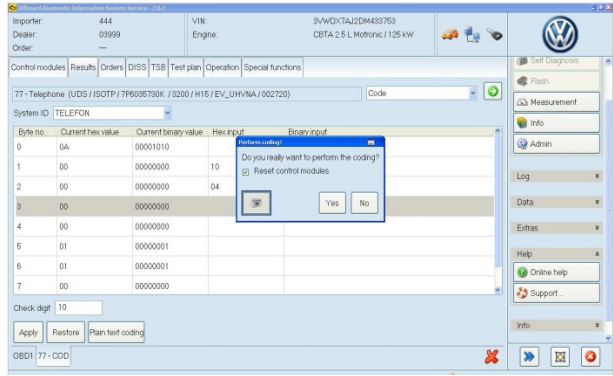 Offboard Diagnostic Information System Service - 2.0.2
Importer: 444 VIN: 3VWDX7AJ2DM433753
Dealer: 03999 Engine: CBTA 2.5 L Motronic / 125 kW
Order: ---
Control modules Results Orders DISS TSB Test plan Operation Special functions
77 - Telephone (UDS / ISOTP / 7P6035730K / 3200 / H15 / EV_UHVNA / 002720) Code
System ID TELEFON
Byte no. Current hex value Current binary value Hex input Binary input
0 0A 00001010
1 00 00000000 10
2 00 00000000 04
3 00 00000000
4 00 00000000
5 01 00000001
6 01 00000001
7 00 00000000
Perform coding?
Do you really want to perform the coding?
Reset control modules
Yes No
Check digit 10
Apply Restore Plain text coding
OBD1 77 - COD
Self Diagnosis
Flash
Measurement
Info
Admin
Log
Data
Extras
Help
Online help
Support...
Info